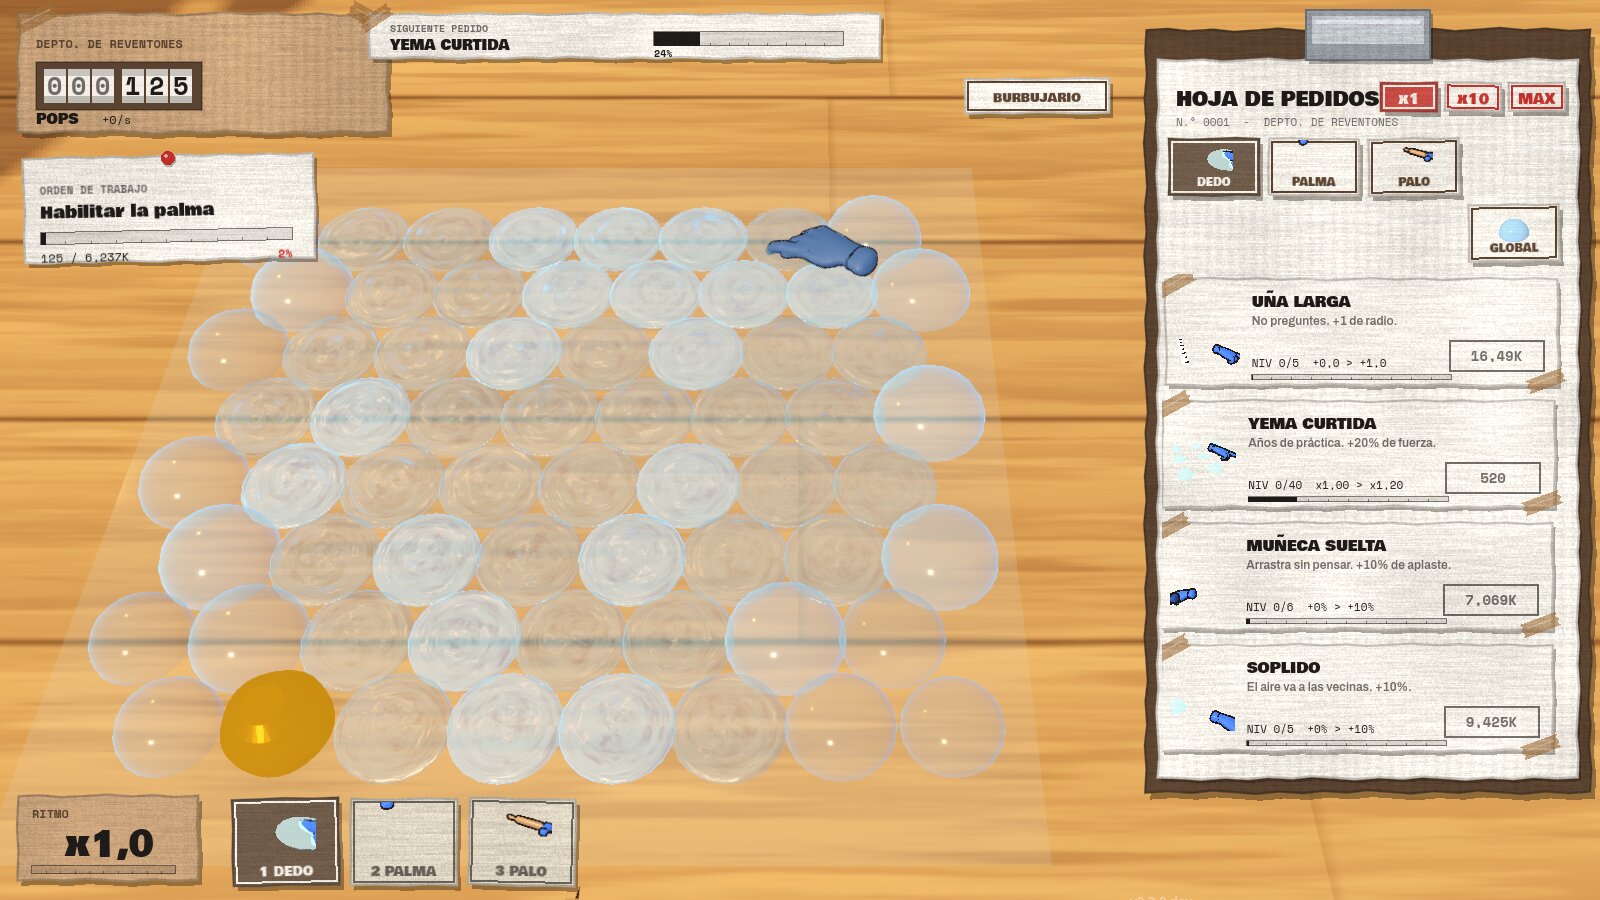 DEPTO. DE REVENTONES
000125
POPS +0/s
SIGUIENTE PEDIDO
YEMA CURTIDA
24%
BURBUJARIO
ORDEN DE TRABAJO
Habilitar la palma
2%
125 / 6,237K
HOJA DE PEDIDOS
x1
x10
MAX
N.° 0001 - DEPTO. DE REVENTONES
DEDO
PALMA
PALO
GLOBAL
UÑA LARGA
No preguntes. +1 de radio.
NIV 0/5 +0,0 > +1,0
16,49K
YEMA CURTIDA
Años de práctica. +20% de fuerza.
NIV 0/40 x1,00 > x1,20
520
MUÑECA SUELTA
Arrastra sin pensar. +10% de aplaste.
NIV 0/6 +0% > +10%
7,069K
SOPLIDO
El aire va a las vecinas. +10%.
NIV 0/5 +0% > +10%
9,425K
RITMO
x1,0
1 DEDO
2 PALMA
3 PALO